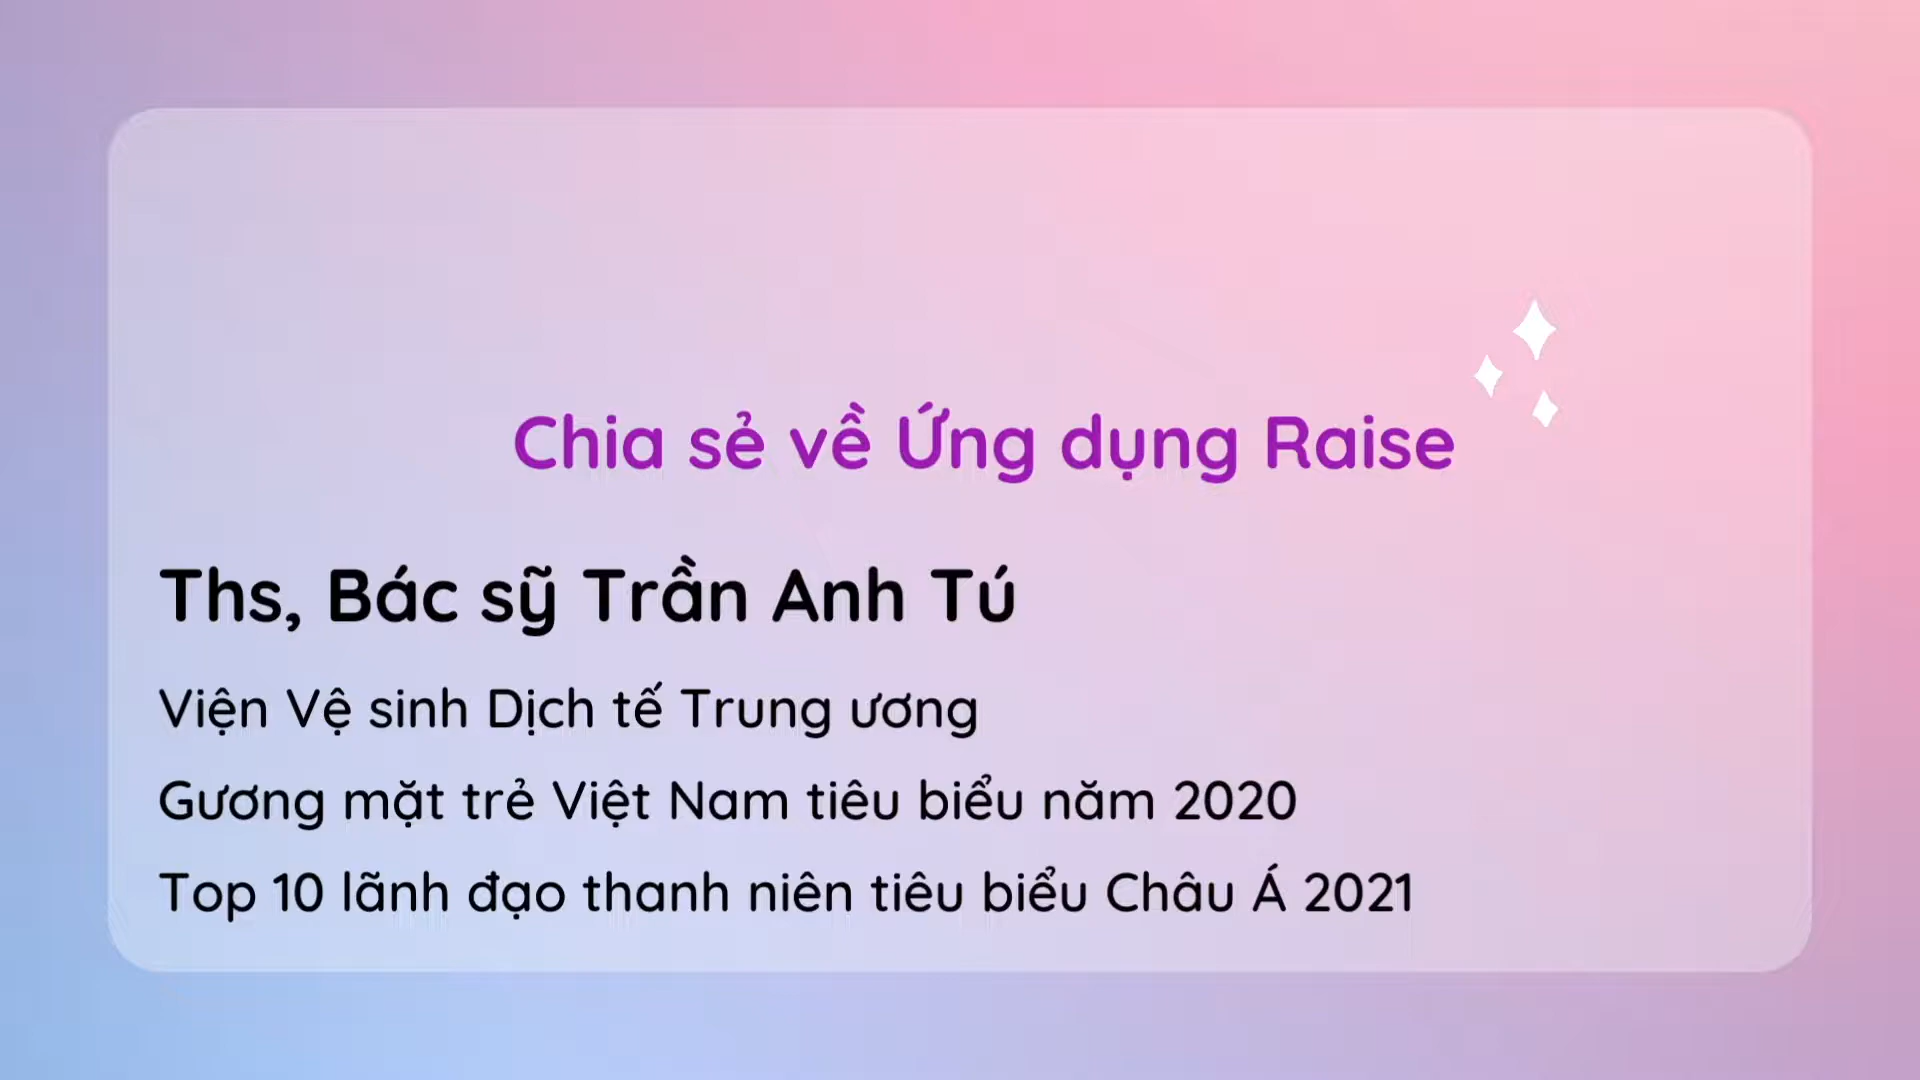 Chia sẻ về Ứng dụng Raise
Ths, Bác sỹ Trần Anh Tú
Viện Vệ sinh Dịch tế Trung ương
Gương mặt trẻ Việt Nam tiêu biểu năm 2020
Top 10 lãnh đạo thanh niên tiêu biểu Châu Á 2021